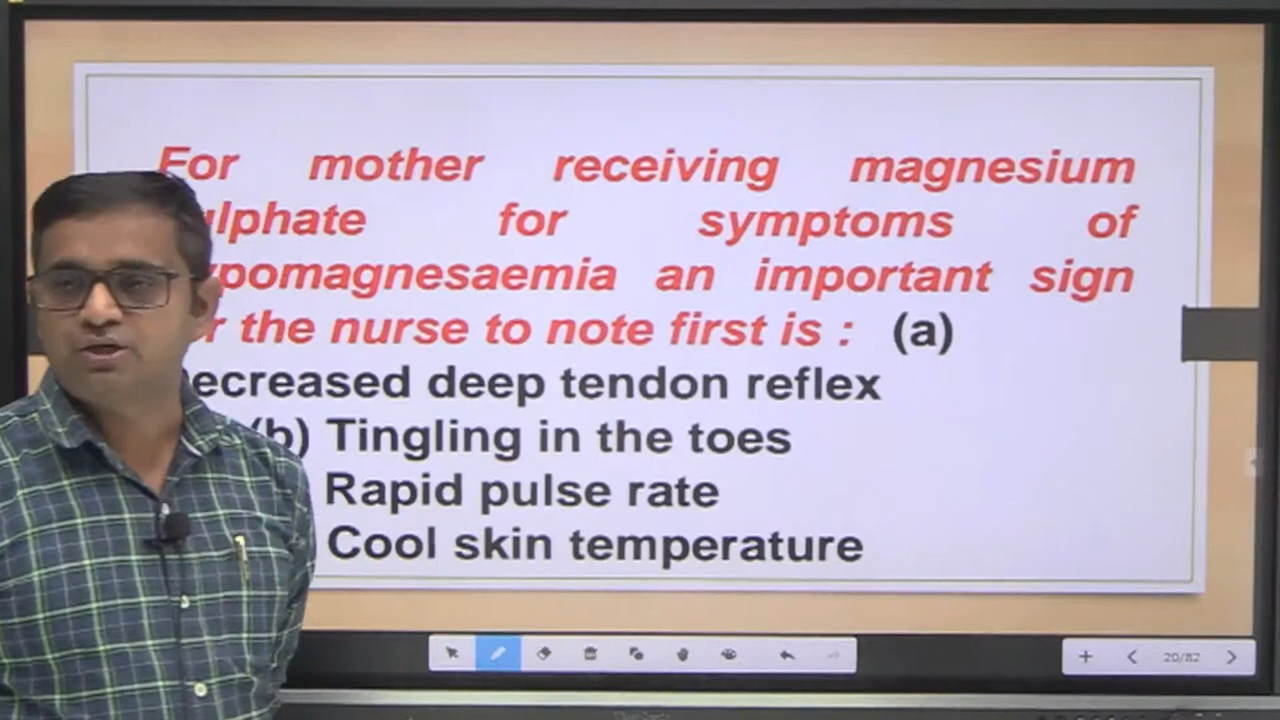 For mother receiving magnesium
ulphate for symptoms of
pomagnesaemia an important sign
r the nurse to note first is : (a)
ecreased deep tendon reflex
(b) Tingling in the toes
Rapid pulse rate
Cool skin temperature
20/82